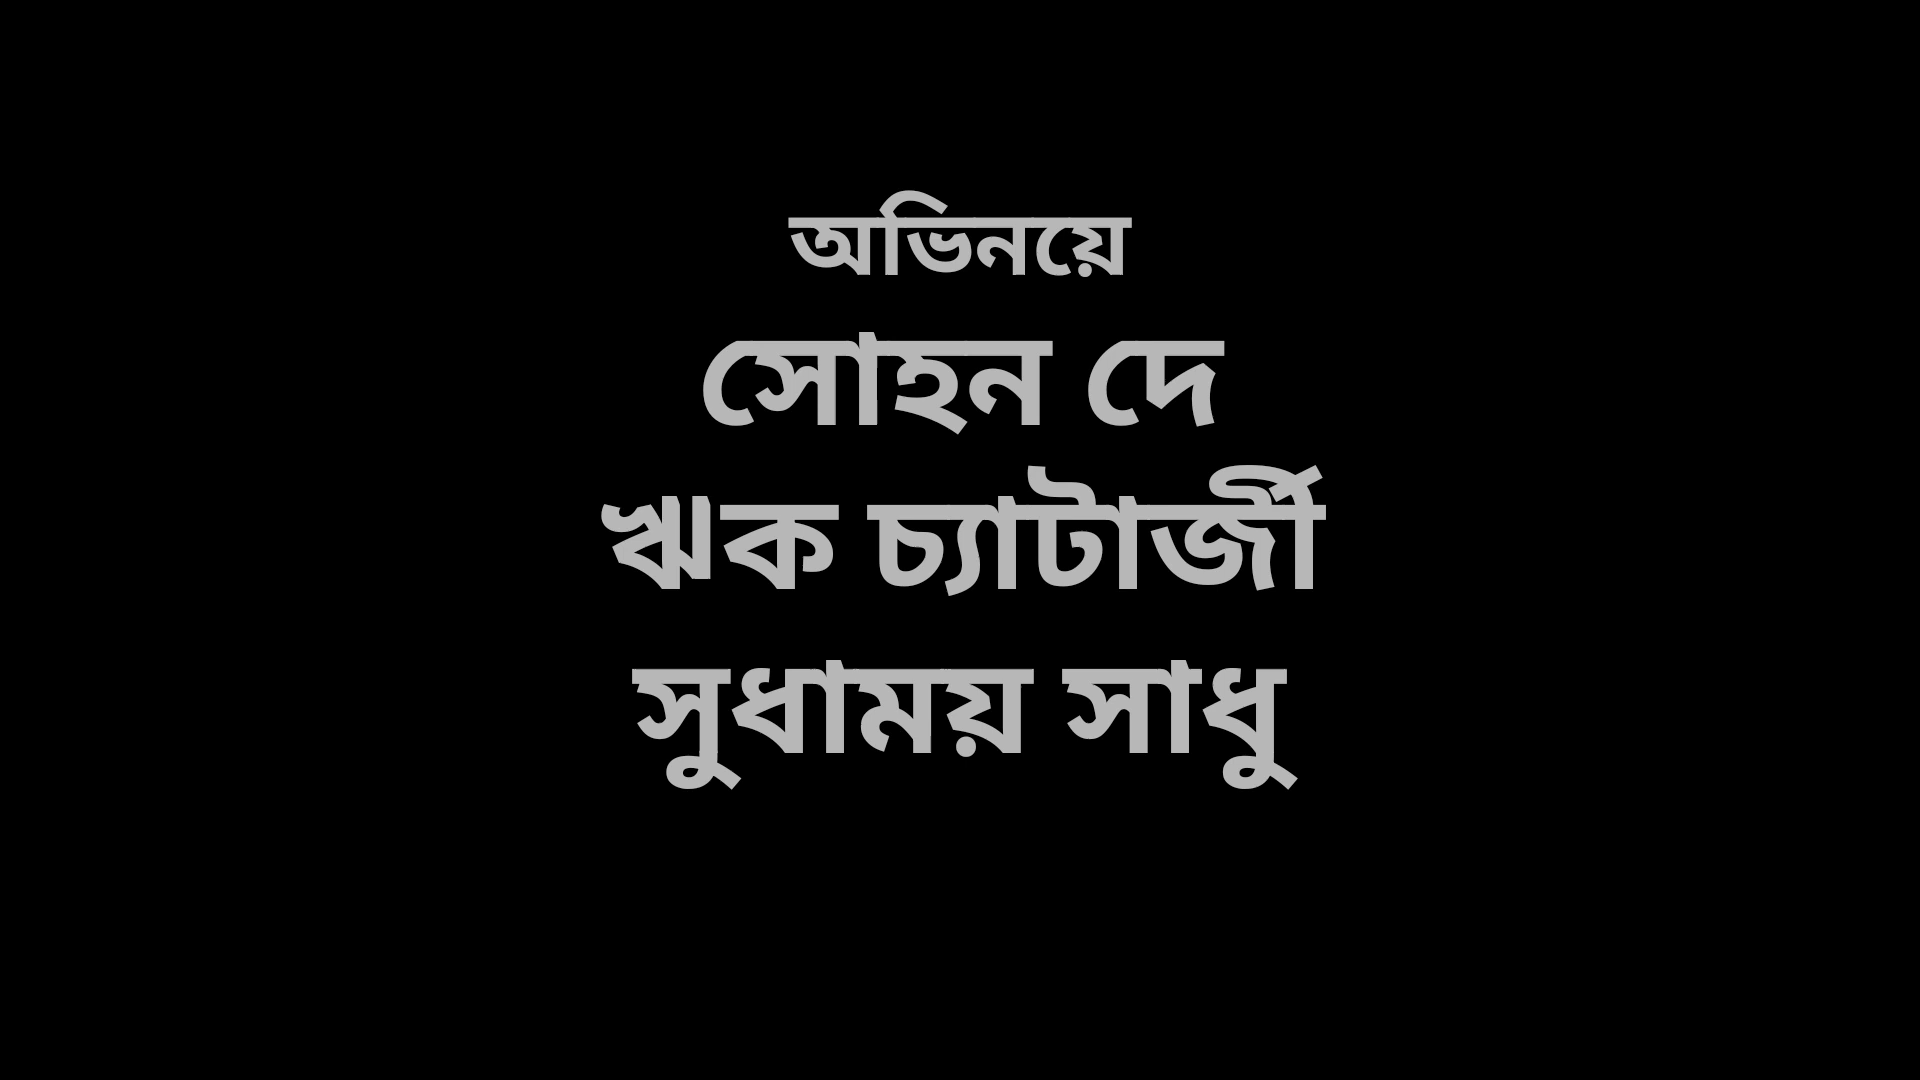 অভিনয়ে
সোহন দে
ঋক চ্যাটার্জী
সুধাময় সাধু